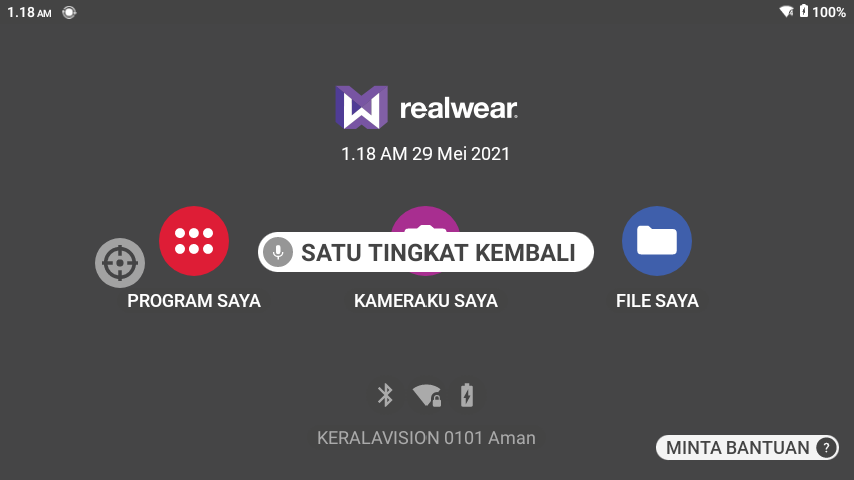 1.18 AM
100%
realwear
1.18 AM 29 Mei 2021
SATU TINGKAT KEMBALI
PROGRAM SAYA
KAMERAKU SAYA
FILE SAYA
KERALAVISION 0101 Aman
MINTA BANTUAN ?